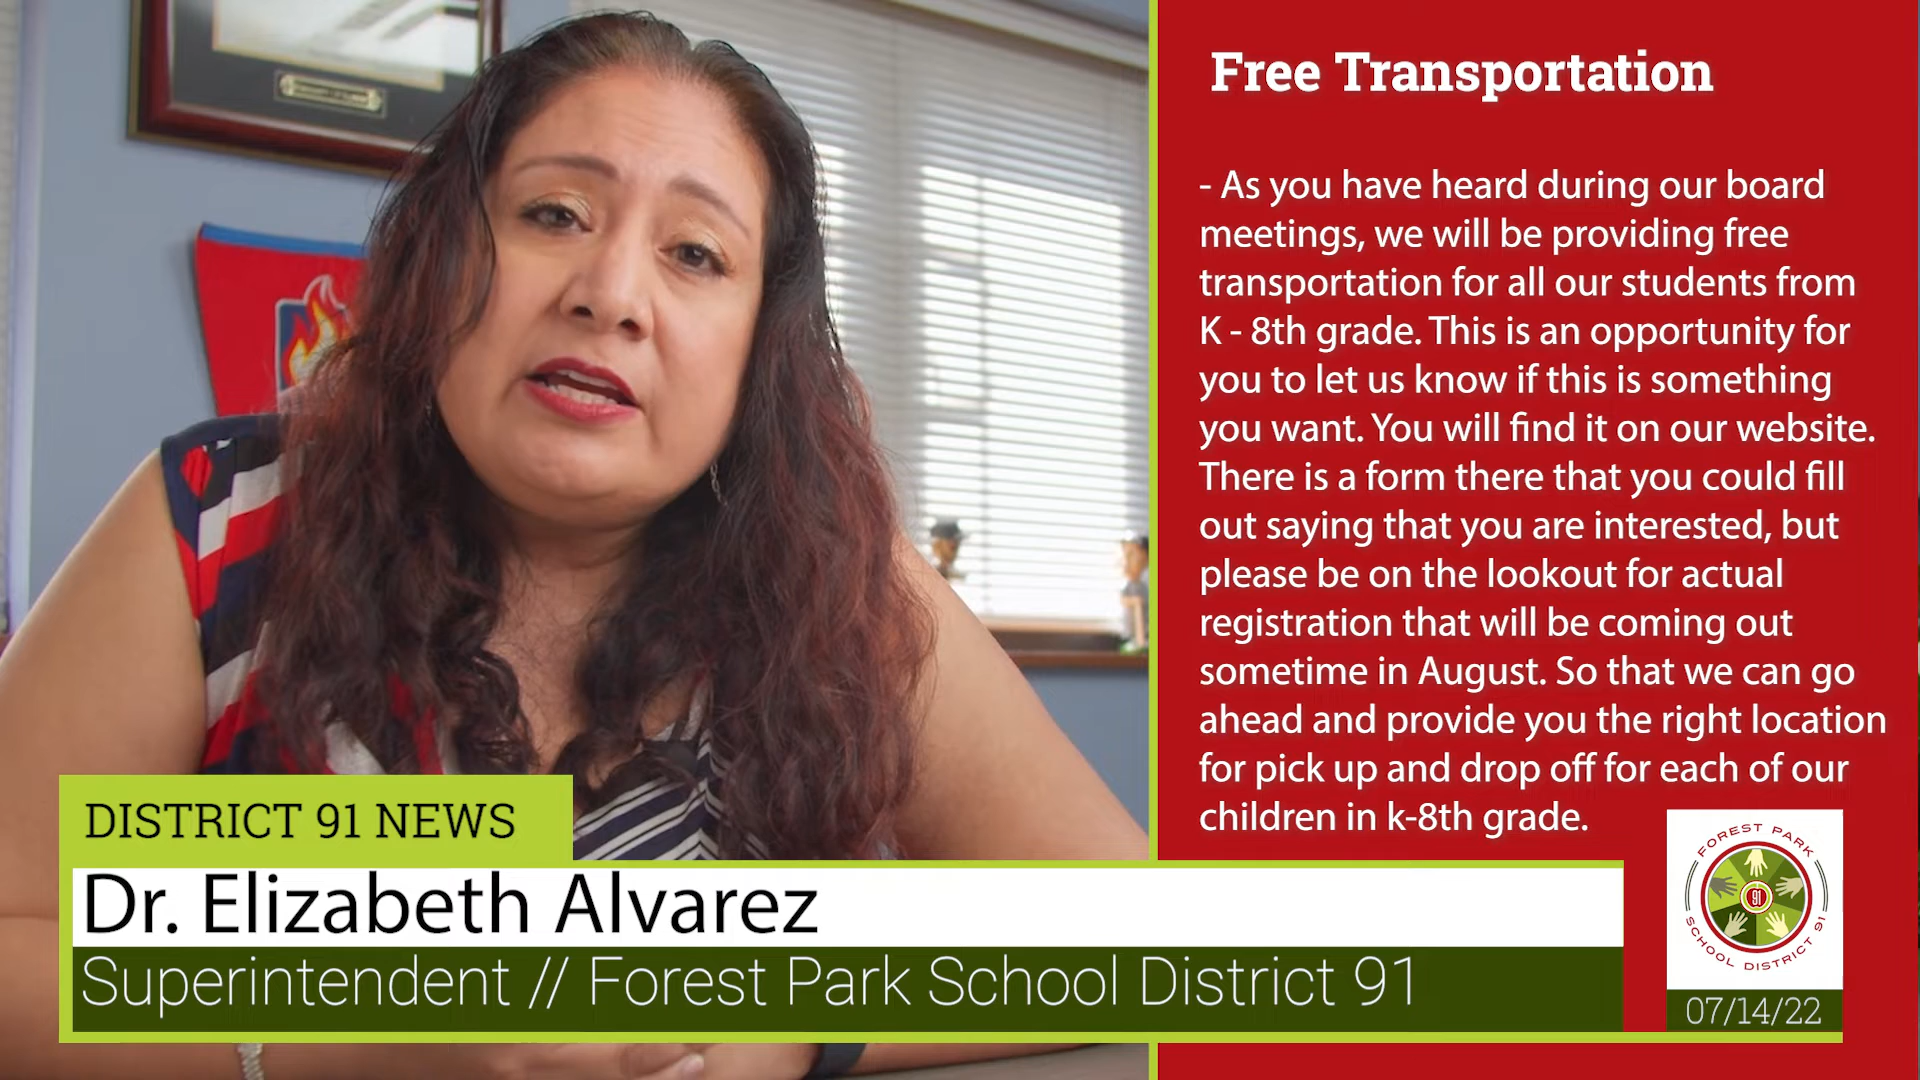 Free Transportation
- As you have heard during our board
meetings, we will be providing free
transportation for all our students from
K - 8th grade. This is an opportunity for
you to let us know if this is something
you want. You will find it on our website.
There is a form there that you could fill
out saying that you are interested, but
please be on the lookout for actual
registration that will be coming out
sometime in August. So that we can go
ahead and provide you the right location
for pick up and drop off for each of our
children in k-8th grade.
DISTRICT 91 NEWS
Dr. Elizabeth Alvarez
Superintendent // Forest Park School District 91
FOREST PARK
91
SCHOOL DISTRICT 91
07/14/22